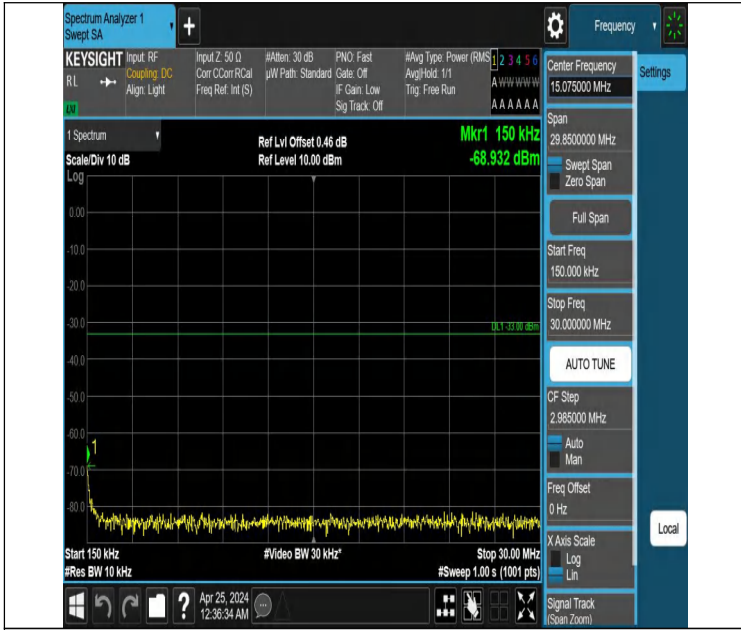 Spectrum Analyzer 1
Swept SA
+
Frequency
KEYSIGHT
RL
Input: RF
Coupling: DC
Align: Light
Input Z: 50 Ω
Corr CCorr RCal
Freq Ref: Int (S)
#Atten: 30 dB
µW Path: Standard
PNO: Fast
Gate: Off
IF Gain: Low
Sig Track: Off
#Avg Type: Power (RMS
Avg|Hold: 1/1
Trig: Free Run
1 2 3 4 5 6
A W W W W W
A A A A A A
1 Spectrum
Scale/Div 10 dB
Ref Lvl Offset 0.46 dB
Ref Level 10.00 dBm
Mkr1 150 kHz
-68.932 dBm
Log
0.00
-10.0
-20.0
-30.0
DL1 -33.00 dBm
-40.0
-50.0
-60.0
1
-70.0
-80.0
Start 150 kHz
#Res BW 10 kHz
#Video BW 30 kHz*
Stop 30.00 MHz
#Sweep 1.00 s (1001 pts)
?
Apr 25, 2024
12:36:34 AM
Center Frequency
15.075000 MHz
Settings
Span
29.8500000 MHz
Swept Span
Zero Span
Full Span
Start Freq
150.000 kHz
Stop Freq
30.000000 MHz
AUTO TUNE
CF Step
2.985000 MHz
Auto
Man
Freq Offset
0 Hz
X Axis Scale
Log
Lin
Local
Signal Track
(Span Zoom)